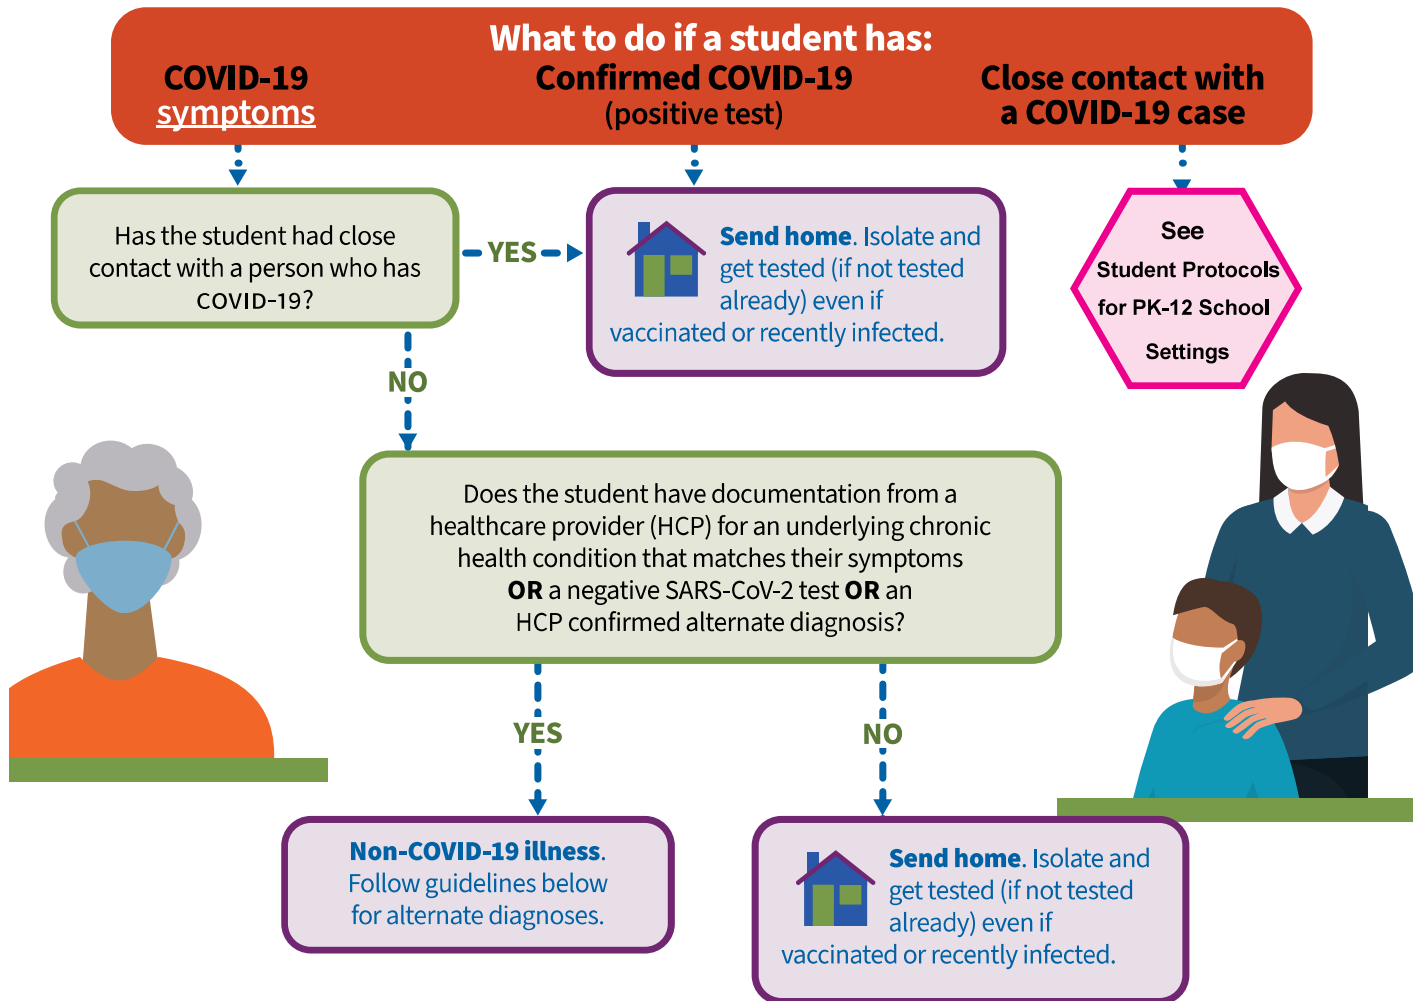 What to do if a student has:
COVID-19
symptoms
Confirmed COVID-19
(positive test)
Close contact with
a COVID-19 case
Has the student had close
contact with a person who has
COVID-19?
YES
Send home. Isolate and
get tested (if not tested
already) even if
vaccinated or recently infected.
See
Student Protocols
for PK-12 School
Settings
NO
Does the student have documentation from a
healthcare provider (HCP) for an underlying chronic
health condition that matches their symptoms
OR a negative SARS-CoV-2 test OR an
HCP confirmed alternate diagnosis?
YES
NO
Non-COVID-19 illness.
Follow guidelines below
for alternate diagnoses.
Send home. Isolate and
get tested (if not tested
already) even if
vaccinated or recently infected.